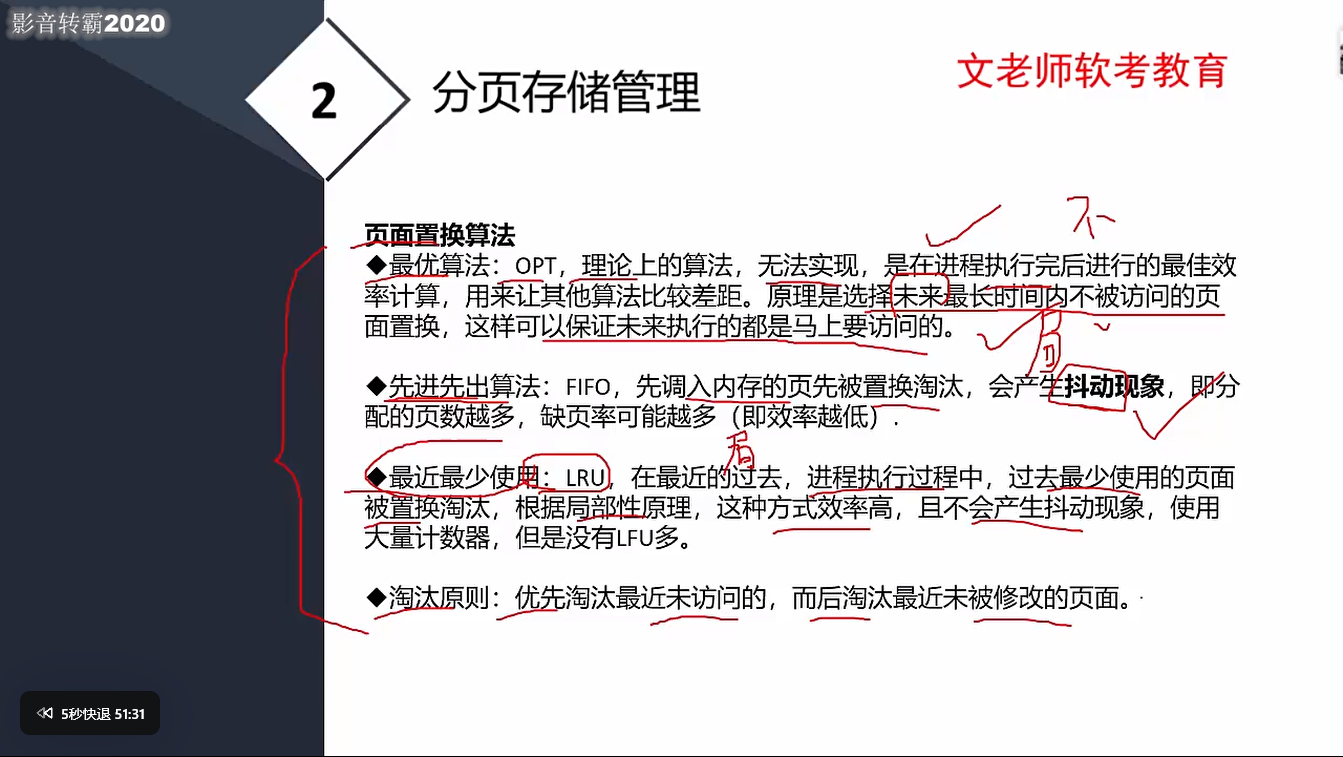 影音转霸2020
2
分页存储管理
文老师软考教育
不
页面置换算法
◆最优算法：OPT，理论上的算法，无法实现，是在进程执行完后进行的最佳效
率计算，用来让其他算法比较差距。原理是选择未来最长时间内不被访问的页
面置换，这样可以保证未来执行的都是马上要访问的。
◆先进先出算法：FIFO，先调入内存的页先被置换淘汰，会产生抖动现象，即分
配的页数越多，缺页率可能越多（即效率越低）.
◆最近最少使用：LRU，在最近的过去，进程执行过程中，过去最少使用的页面
被置换淘汰，根据局部性原理，这种方式效率高，且不会产生抖动现象，使用
大量计数器，但是没有LFU多。
◆淘汰原则：优先淘汰最近未访问的，而后淘汰最近未被修改的页面。
5秒快退 51:31